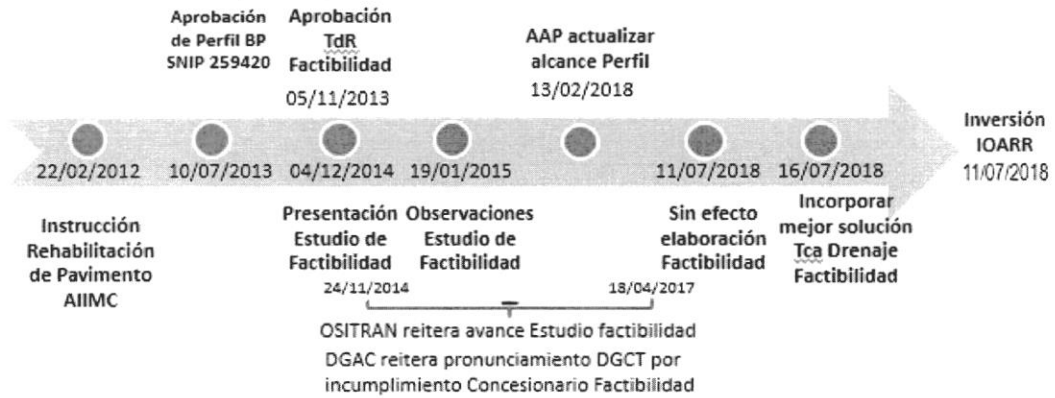 Aprobación
de Perfil BP
SNIP 259420
Aprobación
TdR
Factibilidad
05/11/2013
AAP actualizar
alcance Perfil
13/02/2018
22/02/2012
10/07/2013
04/12/2014
19/01/2015
11/07/2018
16/07/2018
Inversión
IOARR
11/07/2018
Instrucción
Rehabilitación
de Pavimento
AIIMC
Presentación
Estudio de
Factibilidad
24/11/2014
Observaciones
Estudio de
Factibilidad
Sin efecto
elaboración
Factibilidad
18/04/2017
Incorporar
mejor solución
Tca Drenaje
Factibilidad
OSITRAN reitera avance Estudio factibilidad
DGAC reitera pronunciamiento DGCT por
incumplimiento Concesionario Factibilidad